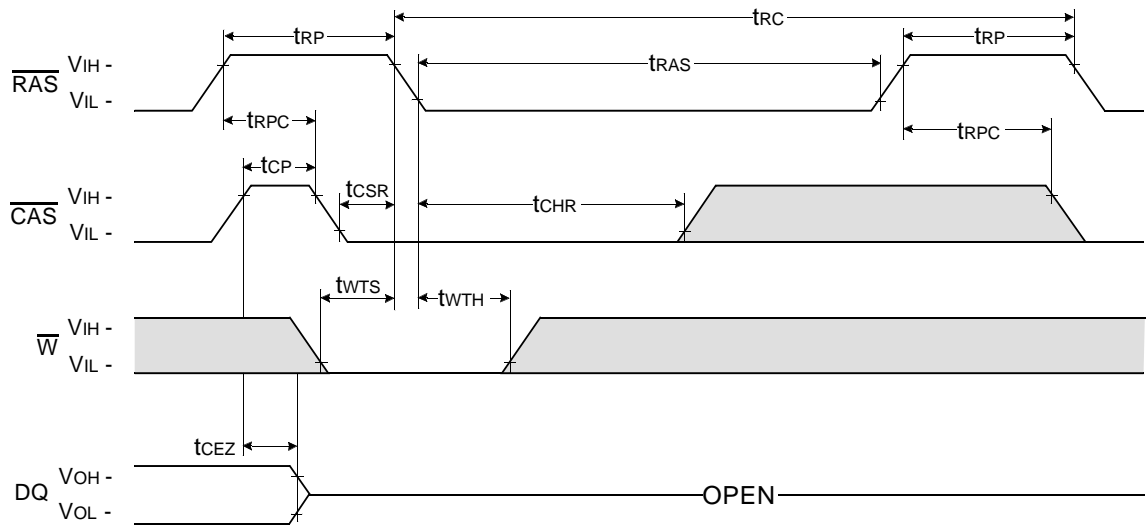 tRC
tRP
tRP
RAS
VIH -
VIL -
tRAS
tRPC
tRPC
tCP
tCSR
CAS
VIH -
VIL -
tCHR
tWTS
tWTH
W
VIH -
VIL -
tCEZ
DQ
VOH -
VOL -
OPEN